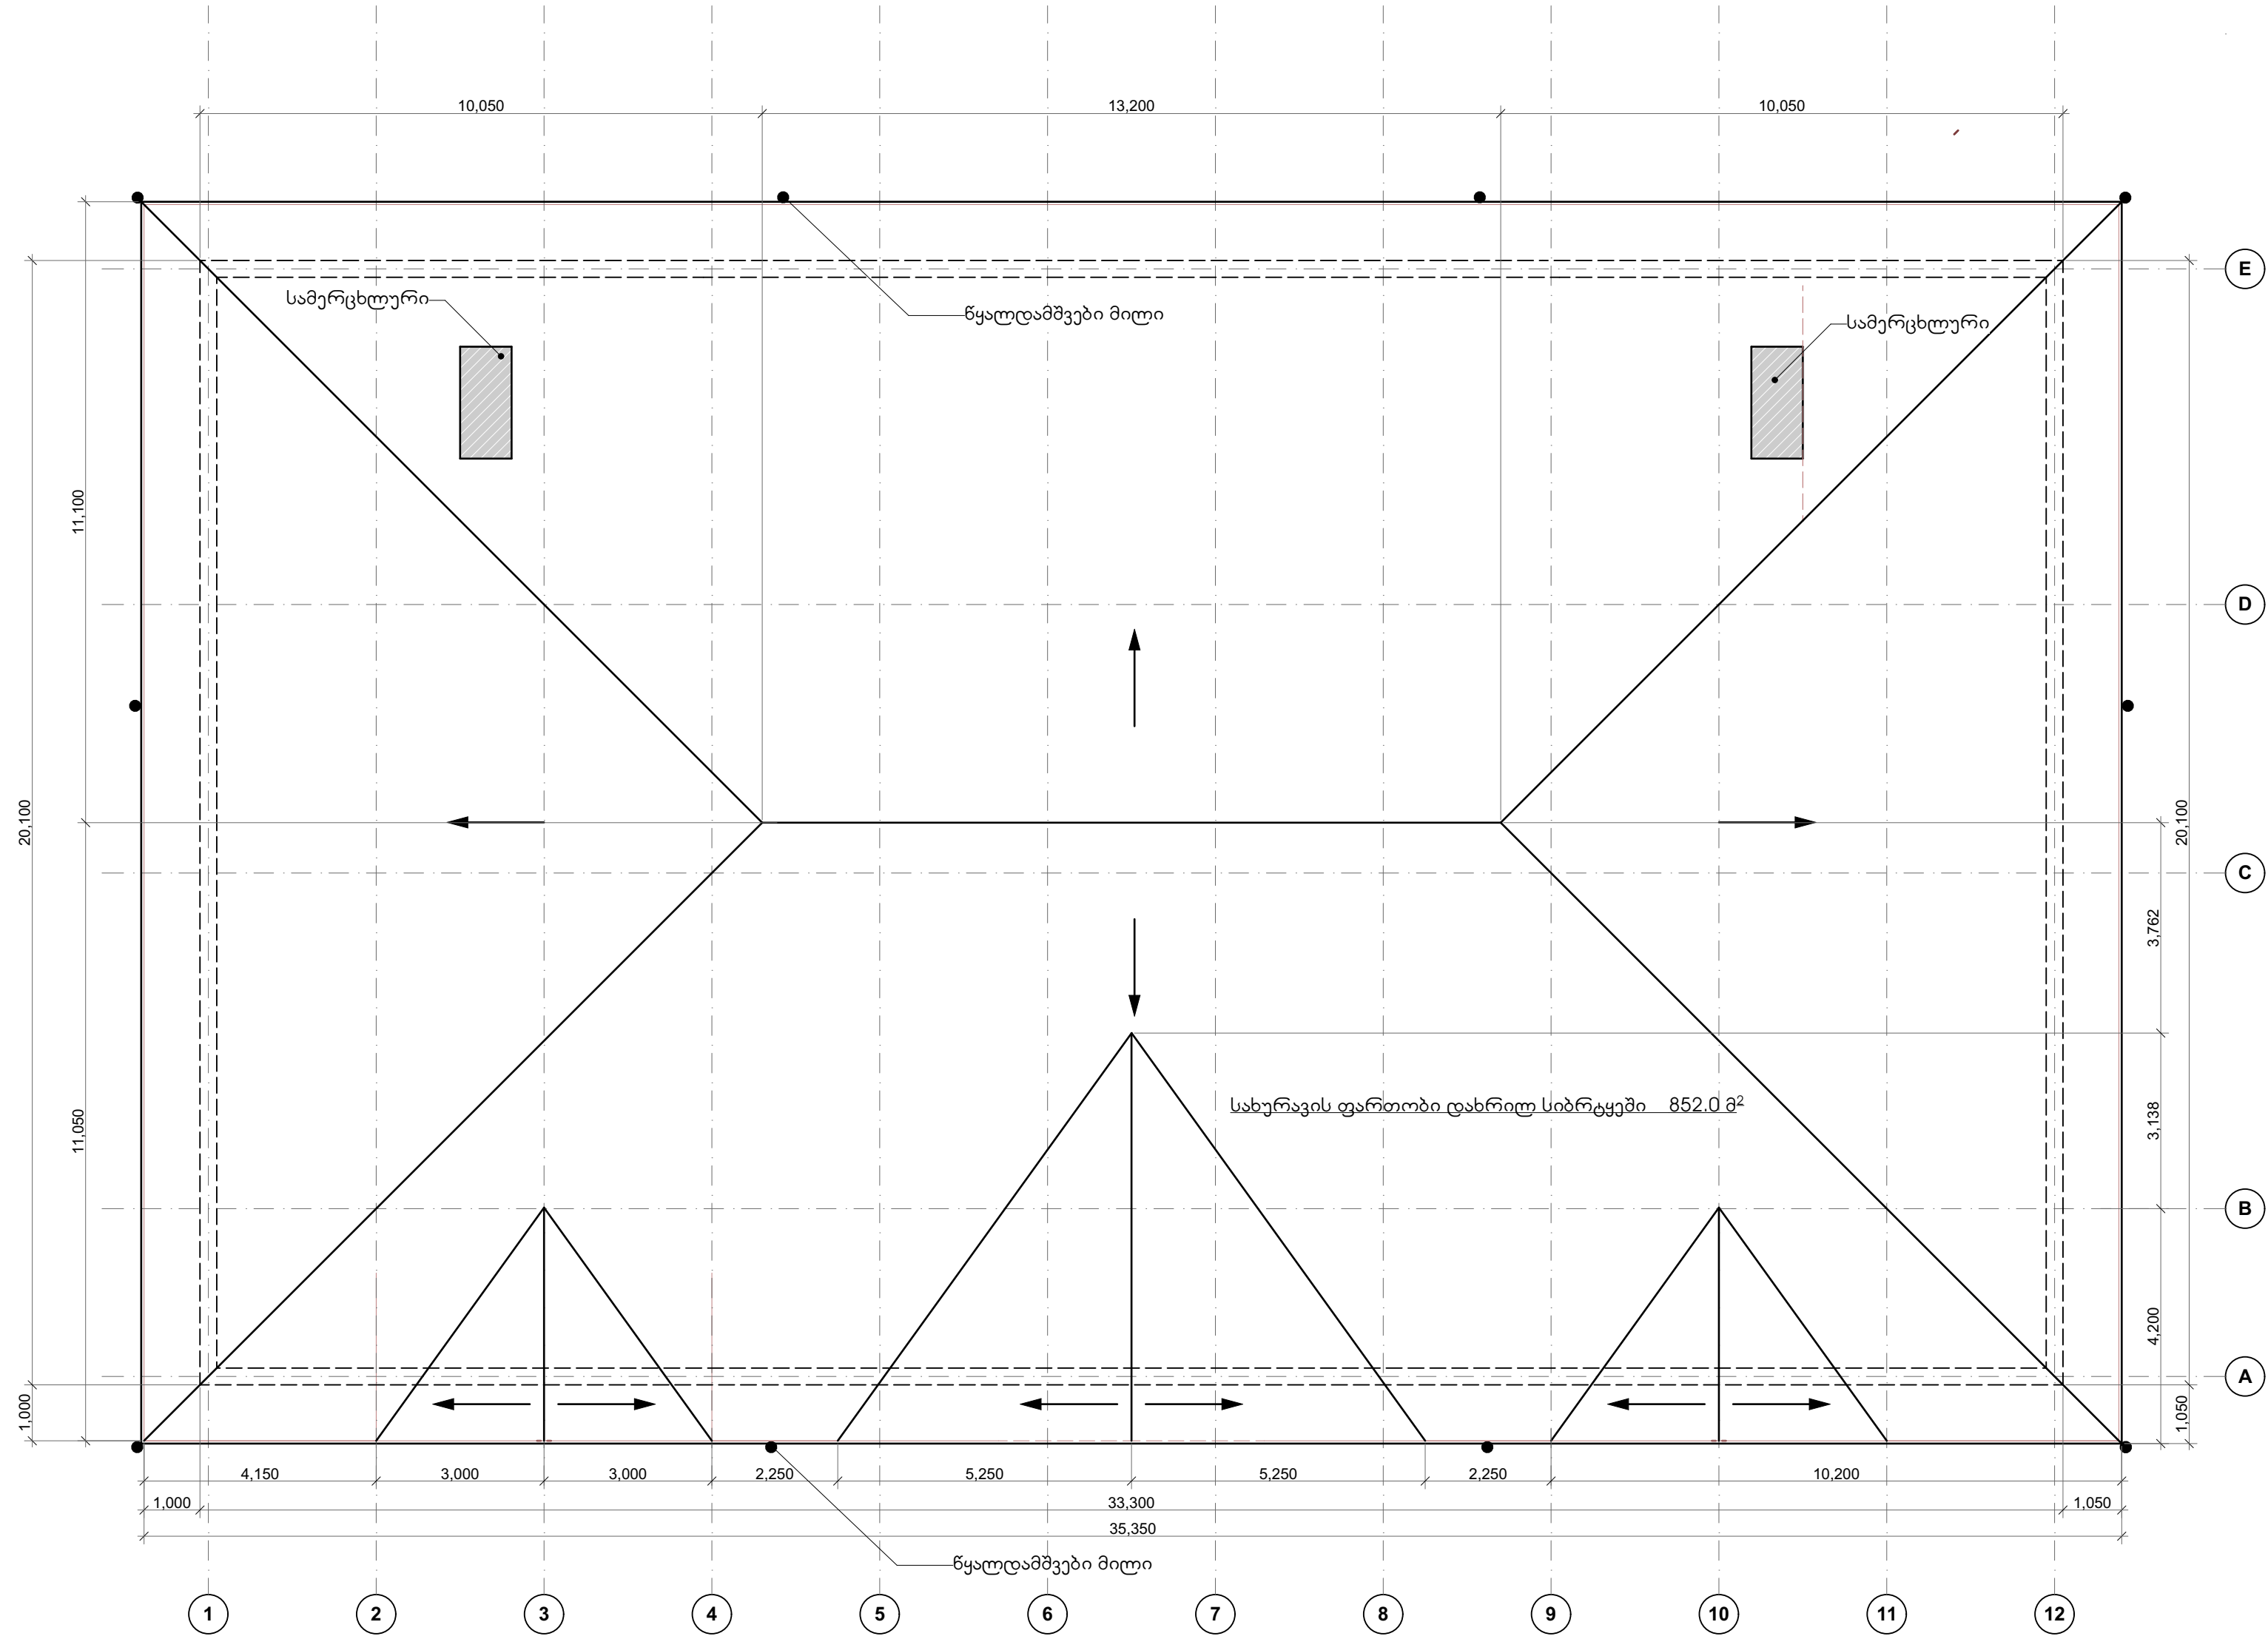 10,050 13,200 10,050
E
სამერცხლური
წყალდამშვები მილი
სამერცხლური
11,100
D
20,100
20,100
C
3,762
სახურავის ფართობი დახრილ სიბრტყეში 852.0 მ²
3,138
11,050
B
4,200
A
1,000
1,050
4,150 3,000 3,000 2,250 5,250 5,250 2,250 10,200
1,000 33,300 1,050
35,350
წყალდამშვები მილი
1 2 3 4 5 6 7 8 9 10 11 12